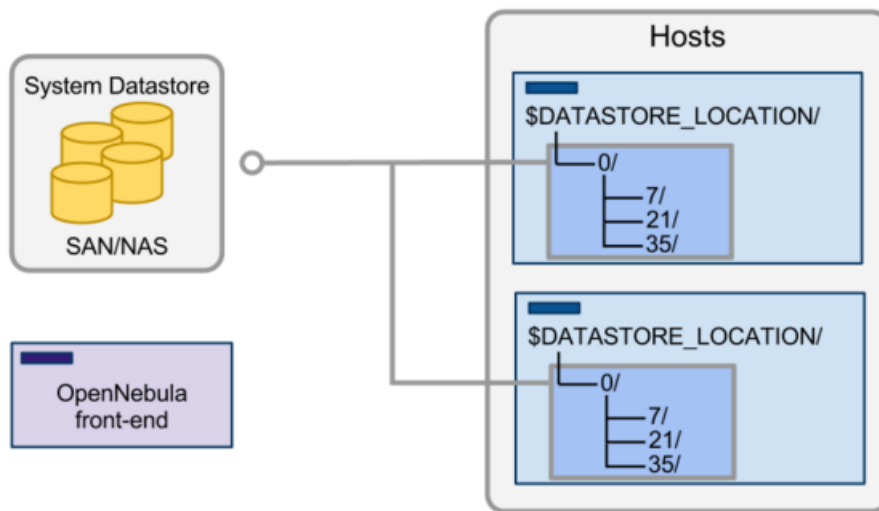 System Datastore
SAN/NAS
OpenNebula
front-end
Hosts
$DATASTORE_LOCATION/
0/
7/
21/
35/
$DATASTORE_LOCATION/
0/
7/
21/
35/